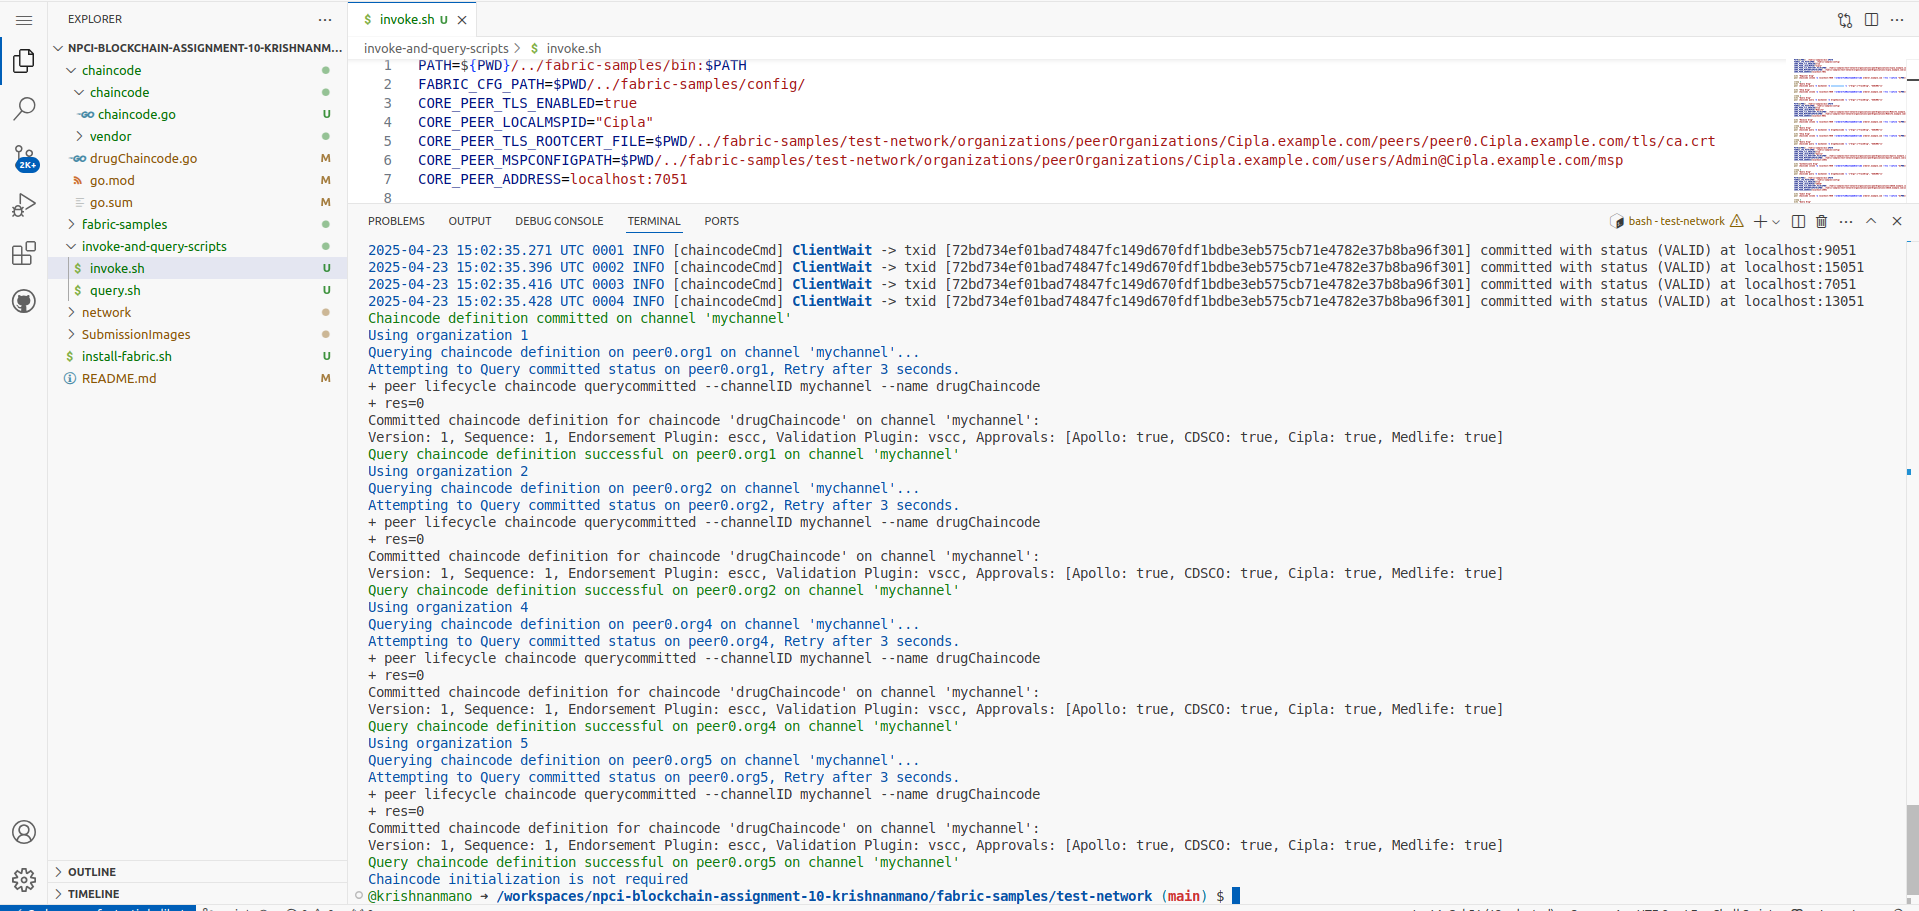 EXPLORER
NPCI-BLOCKCHAIN-ASSIGNMENT-10-KRISHNANM...
chaincode
chaincode
chaincode.go U
vendor
drugChaincode.go M
go.mod M
go.sum M
fabric-samples
invoke-and-query-scripts
$ invoke.sh U
$ query.sh U
network
SubmissionImages
$ install-fabric.sh U
README.md M
OUTLINE
TIMELINE
2K+
$ invoke.sh U
invoke-and-query-scripts > $ invoke.sh
1 PATH=${PWD}/../fabric-samples/bin:$PATH
2 FABRIC_CFG_PATH=$PWD/../fabric-samples/config/
3 CORE_PEER_TLS_ENABLED=true
4 CORE_PEER_LOCALMSPID="Cipla"
5 CORE_PEER_TLS_ROOTCERT_FILE=$PWD/../fabric-samples/test-network/organizations/peerOrganizations/Cipla.example.com/peers/peer0.Cipla.example.com/tls/ca.crt
6 CORE_PEER_MSPCONFIGPATH=$PWD/../fabric-samples/test-network/organizations/peerOrganizations/Cipla.example.com/users/Admin@Cipla.example.com/msp
7 CORE_PEER_ADDRESS=localhost:7051
8
PROBLEMS OUTPUT DEBUG CONSOLE TERMINAL PORTS bash - test-network
2025-04-23 15:02:35.271 UTC 0001 INFO [chaincodeCmd] ClientWait -> txid [72bd734ef01bad74847fc149d670fdf1bdbe3eb575cb71e4782e37b8ba96f301] committed with status (VALID) at localhost:9051
2025-04-23 15:02:35.396 UTC 0002 INFO [chaincodeCmd] ClientWait -> txid [72bd734ef01bad74847fc149d670fdf1bdbe3eb575cb71e4782e37b8ba96f301] committed with status (VALID) at localhost:15051
2025-04-23 15:02:35.416 UTC 0003 INFO [chaincodeCmd] ClientWait -> txid [72bd734ef01bad74847fc149d670fdf1bdbe3eb575cb71e4782e37b8ba96f301] committed with status (VALID) at localhost:7051
2025-04-23 15:02:35.428 UTC 0004 INFO [chaincodeCmd] ClientWait -> txid [72bd734ef01bad74847fc149d670fdf1bdbe3eb575cb71e4782e37b8ba96f301] committed with status (VALID) at localhost:13051
Chaincode definition committed on channel 'mychannel'
Using organization 1
Querying chaincode definition on peer0.org1 on channel 'mychannel'...
Attempting to Query committed status on peer0.org1, Retry after 3 seconds.
+ peer lifecycle chaincode querycommitted --channelID mychannel --name drugChaincode
+ res=0
Committed chaincode definition for chaincode 'drugChaincode' on channel 'mychannel':
Version: 1, Sequence: 1, Endorsement Plugin: escc, Validation Plugin: vscc, Approvals: [Apollo: true, CDSCO: true, Cipla: true, Medlife: true]
Query chaincode definition successful on peer0.org1 on channel 'mychannel'
Using organization 2
Querying chaincode definition on peer0.org2 on channel 'mychannel'...
Attempting to Query committed status on peer0.org2, Retry after 3 seconds.
+ peer lifecycle chaincode querycommitted --channelID mychannel --name drugChaincode
+ res=0
Committed chaincode definition for chaincode 'drugChaincode' on channel 'mychannel':
Version: 1, Sequence: 1, Endorsement Plugin: escc, Validation Plugin: vscc, Approvals: [Apollo: true, CDSCO: true, Cipla: true, Medlife: true]
Query chaincode definition successful on peer0.org2 on channel 'mychannel'
Using organization 4
Querying chaincode definition on peer0.org4 on channel 'mychannel'...
Attempting to Query committed status on peer0.org4, Retry after 3 seconds.
+ peer lifecycle chaincode querycommitted --channelID mychannel --name drugChaincode
+ res=0
Committed chaincode definition for chaincode 'drugChaincode' on channel 'mychannel':
Version: 1, Sequence: 1, Endorsement Plugin: escc, Validation Plugin: vscc, Approvals: [Apollo: true, CDSCO: true, Cipla: true, Medlife: true]
Query chaincode definition successful on peer0.org4 on channel 'mychannel'
Using organization 5
Querying chaincode definition on peer0.org5 on channel 'mychannel'...
Attempting to Query committed status on peer0.org5, Retry after 3 seconds.
+ peer lifecycle chaincode querycommitted --channelID mychannel --name drugChaincode
+ res=0
Committed chaincode definition for chaincode 'drugChaincode' on channel 'mychannel':
Version: 1, Sequence: 1, Endorsement Plugin: escc, Validation Plugin: vscc, Approvals: [Apollo: true, CDSCO: true, Cipla: true, Medlife: true]
Query chaincode definition successful on peer0.org5 on channel 'mychannel'
Chaincode initialization is not required
@krishnanmano → /workspaces/npci-blockchain-assignment-10-krishnanmano/fabric-samples/test-network (main) $